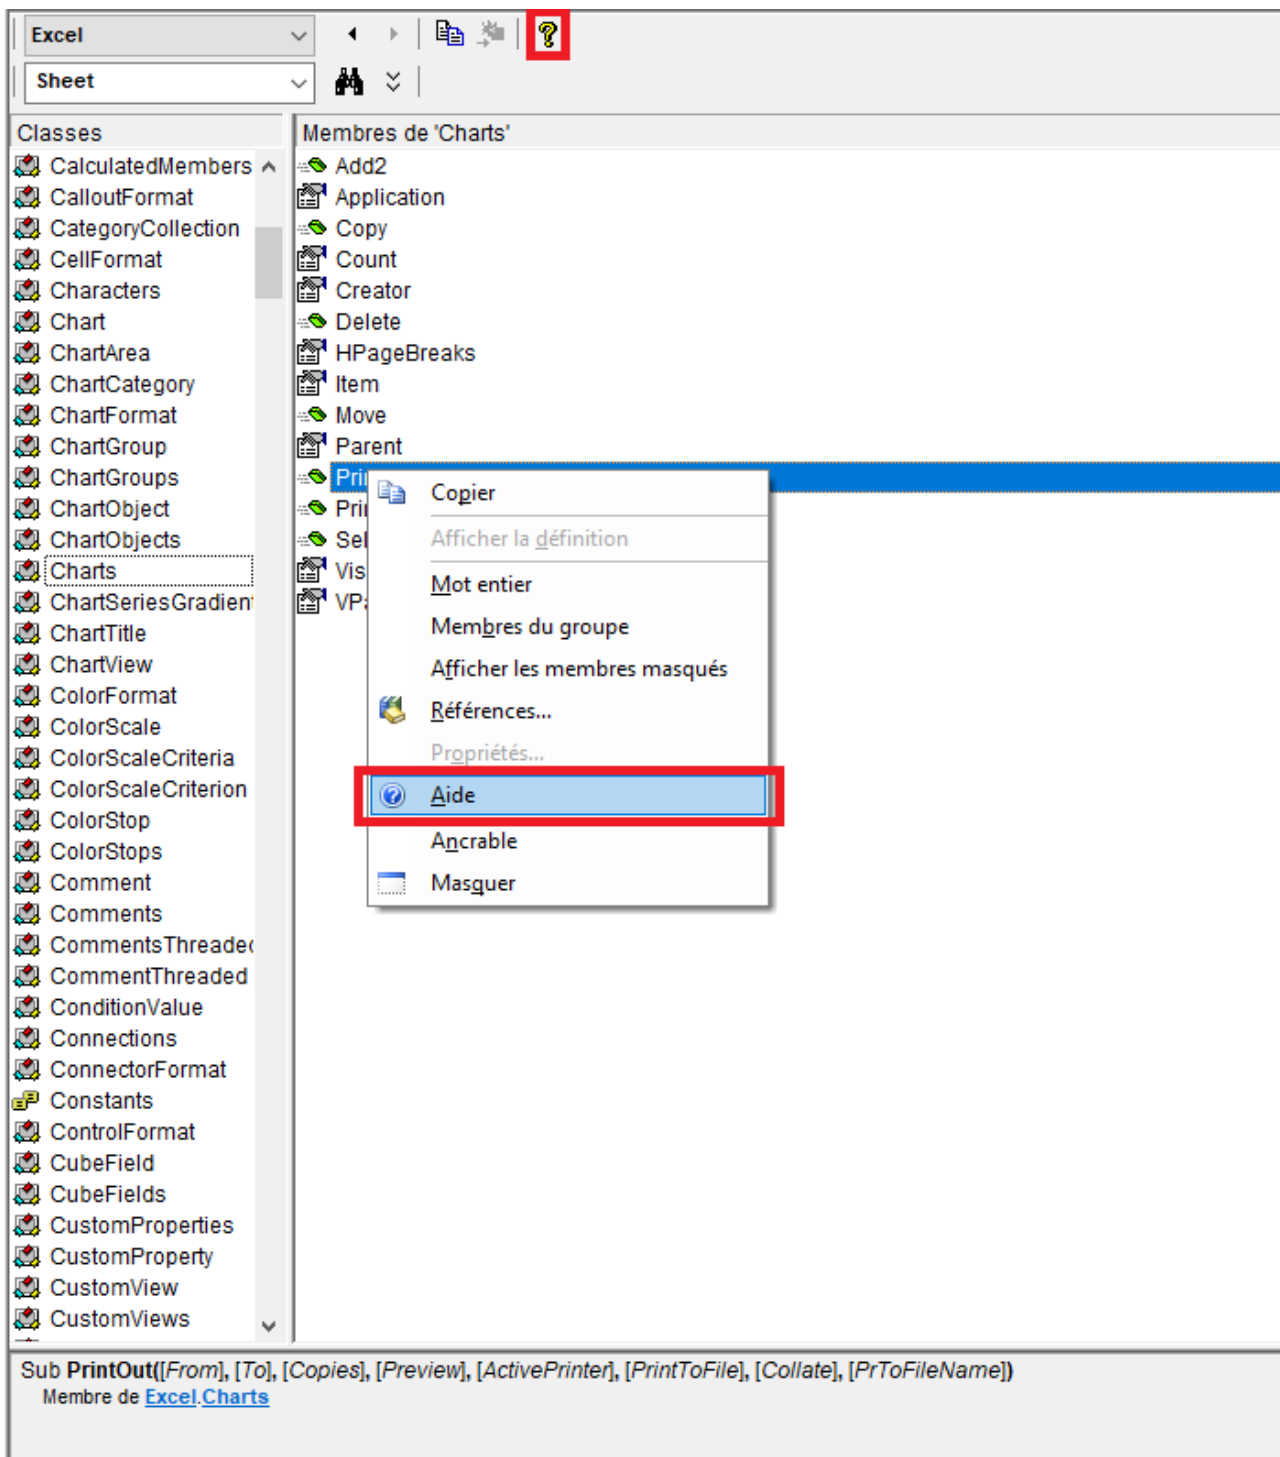 Excel
Sheet
Classes
CalculatedMembers
CalloutFormat
CategoryCollection
CellFormat
Characters
Chart
ChartArea
ChartCategory
ChartFormat
ChartGroup
ChartGroups
ChartObject
ChartObjects
Charts
ChartSeriesGradient
ChartTitle
ChartView
ColorFormat
ColorScale
ColorScaleCriteria
ColorScaleCriterion
ColorStop
ColorStops
Comment
Comments
CommentsThreaded
CommentThreaded
ConditionValue
Connections
ConnectorFormat
Constants
ControlFormat
CubeField
CubeFields
CustomProperties
CustomProperty
CustomView
CustomViews
Membres de 'Charts'
Add2
Application
Copy
Count
Creator
Delete
HPageBreaks
Item
Move
Parent
Pri
Pri
Sel
Vis
VPa
Copier
Afficher la définition
Mot entier
Membres du groupe
Afficher les membres masqués
Références...
Propriétés...
Aide
Ancrable
Masquer
Sub PrintOut([From], [To], [Copies], [Preview], [ActivePrinter], [PrintToFile], [Collate], [PrToFileName])
Membre de Excel.Charts